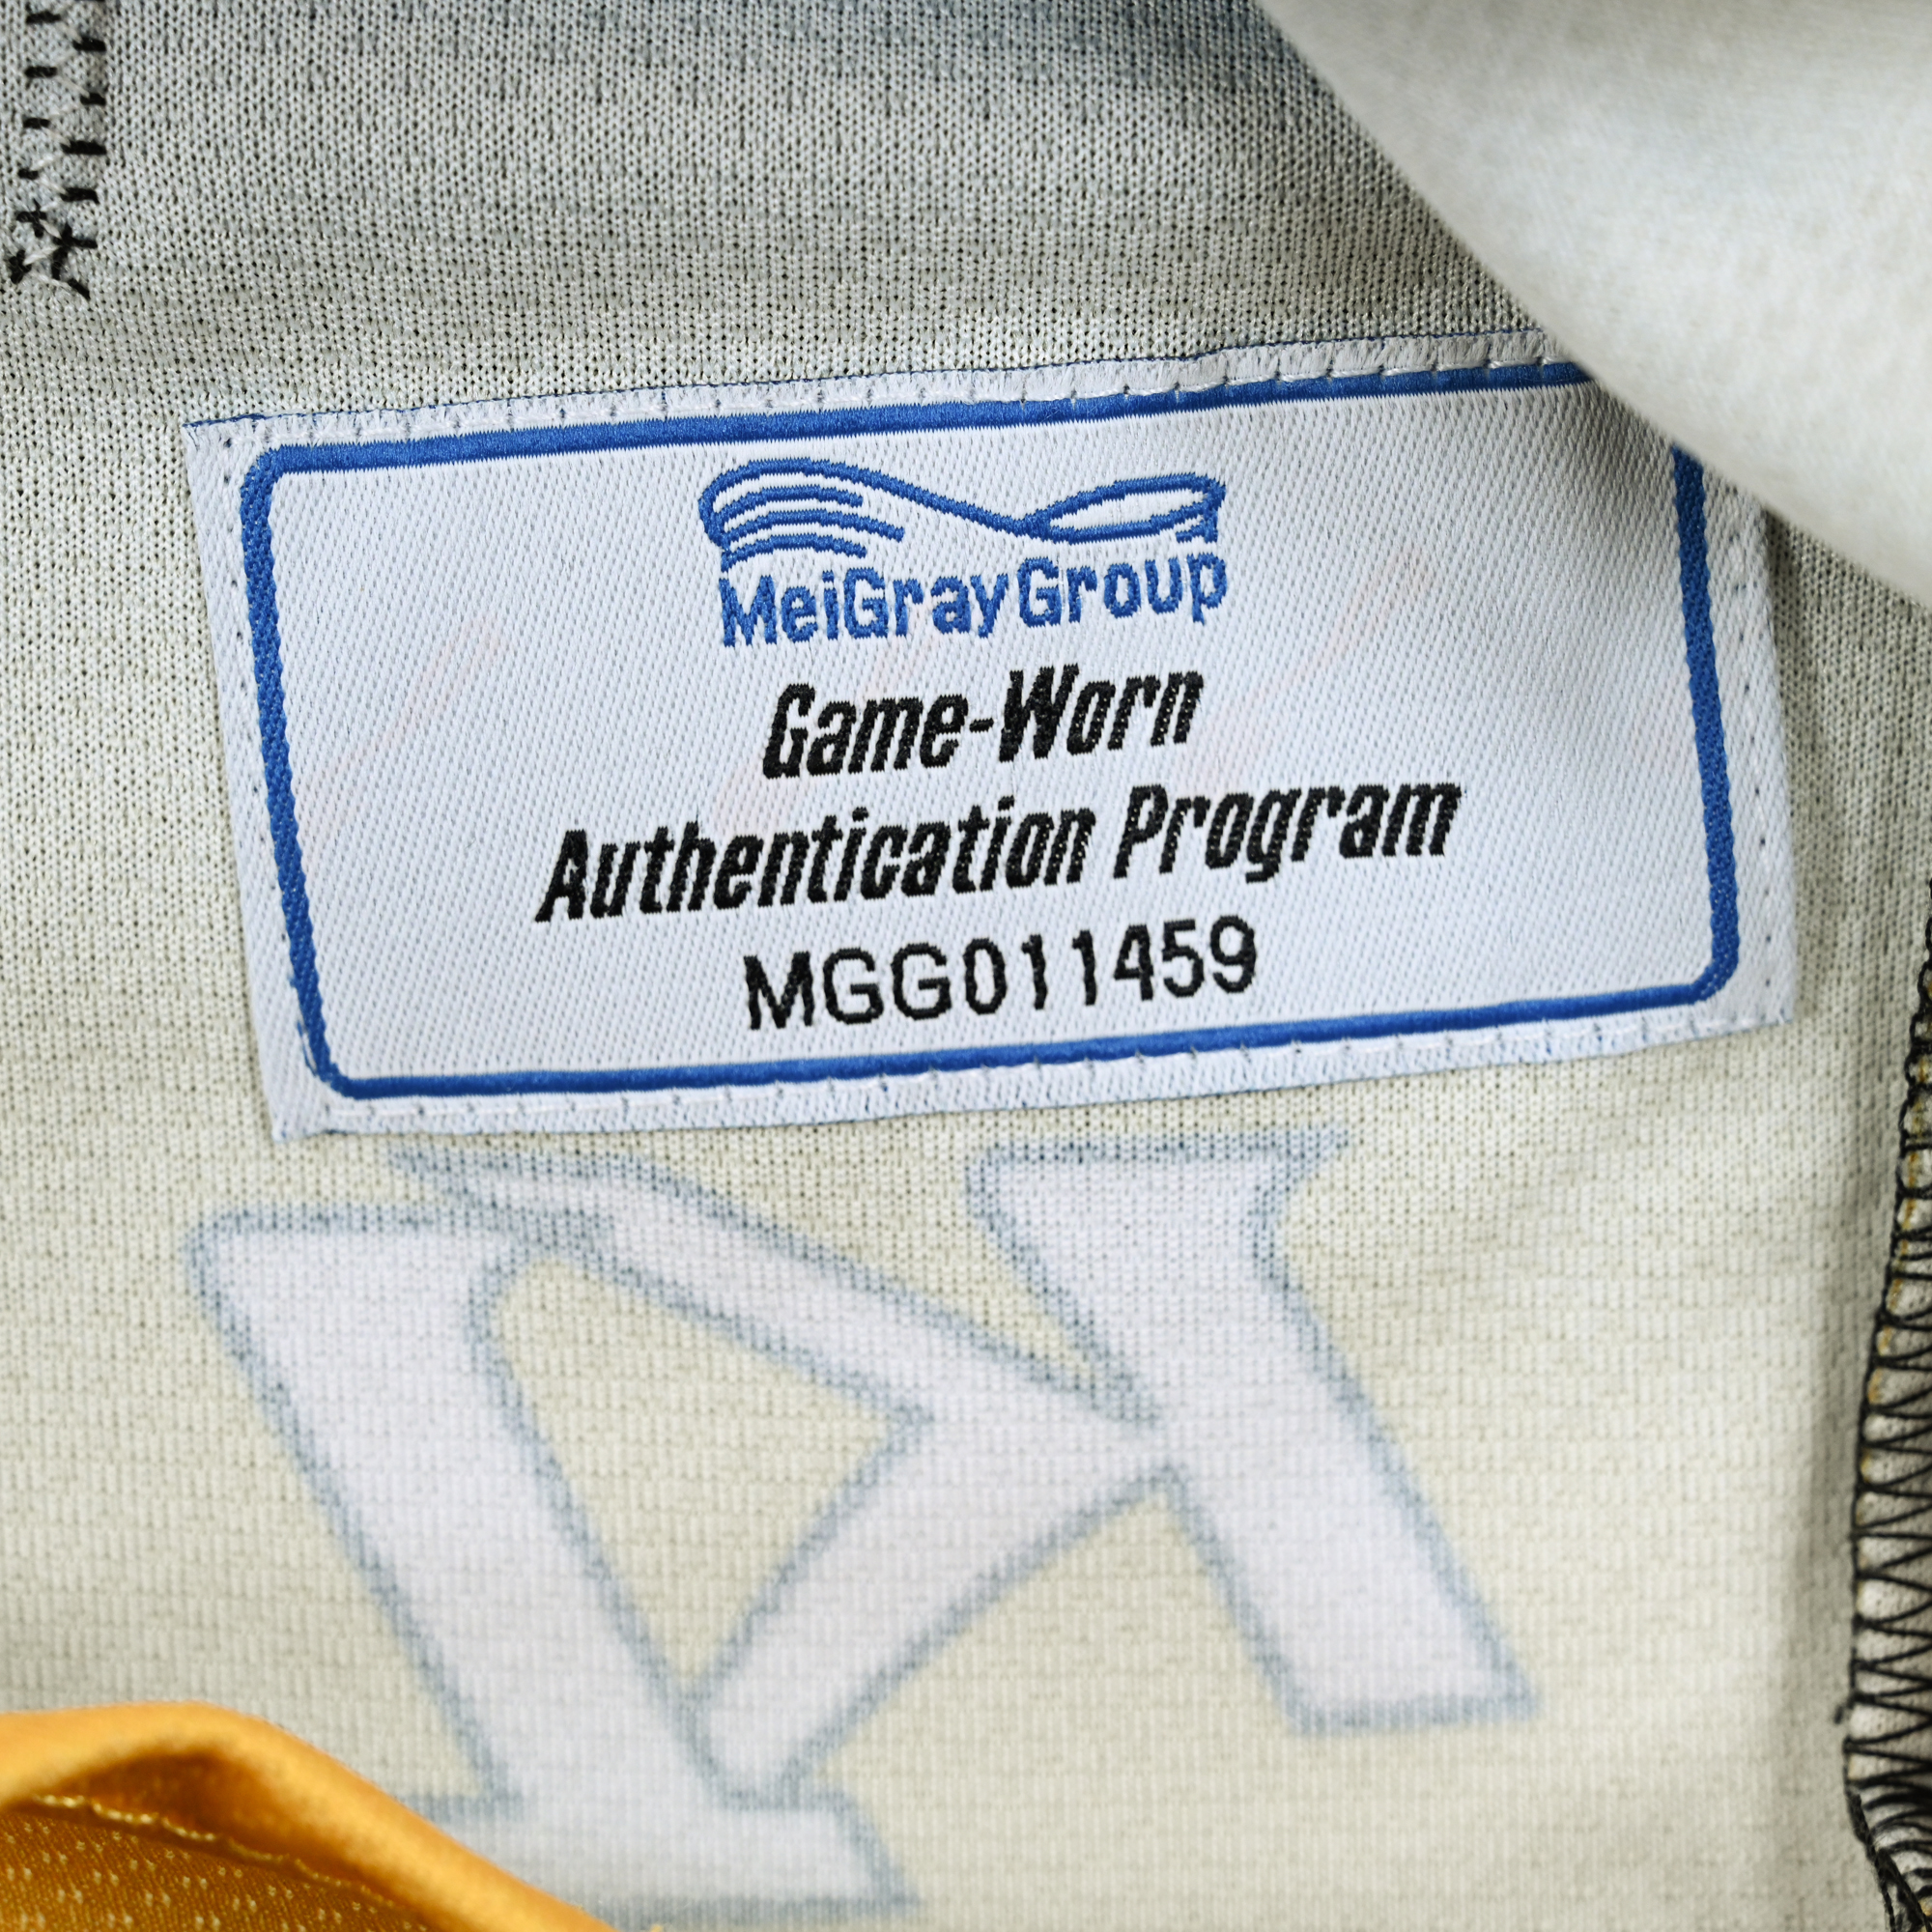 MeiGrayGroup
Game-Worn
Authentication Program
MGG011459